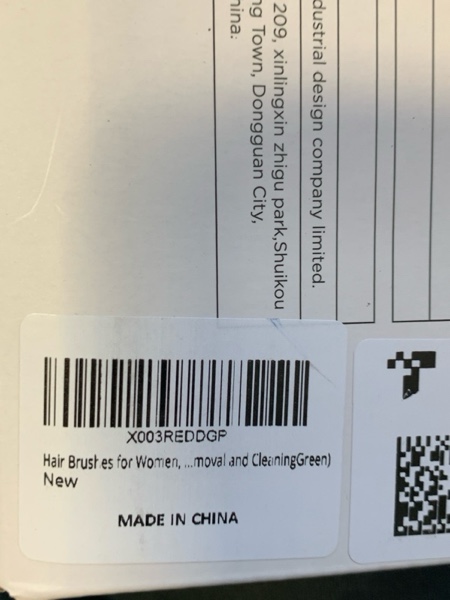 dustrial design company limited.
209, xinlingxin zhigu park,Shuikou
ng Town, Dongguan City,
hina.
X003REDDGP
Hair Brushes for Women, ...moval and CleaningGreen)
New
MADE IN CHINA